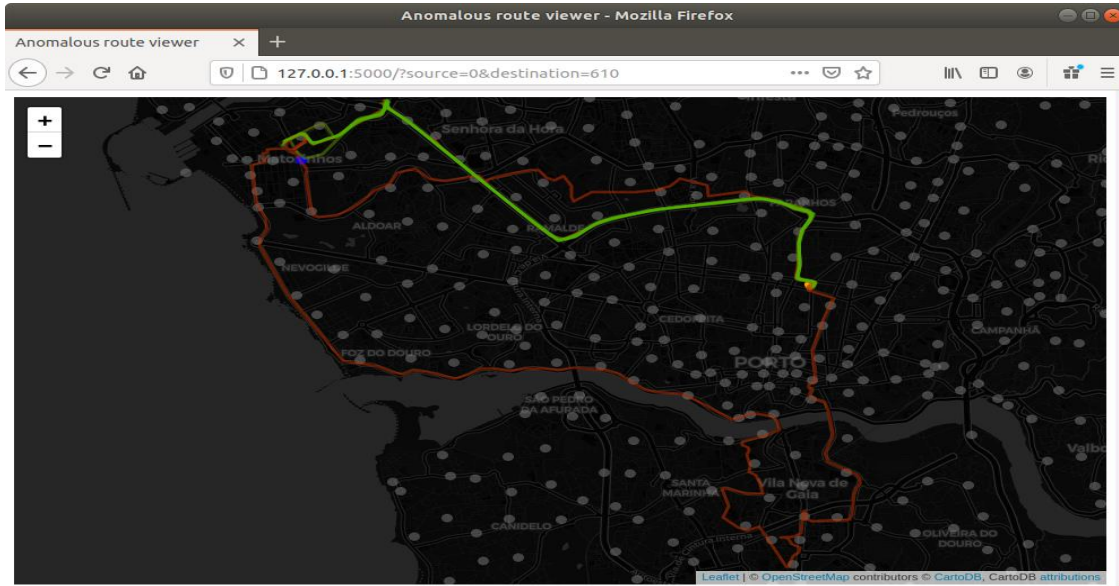 Anomalous route viewer - Mozilla Firefox
Anomalous route viewer × +
127.0.0.1:5000/?source=0&destination=610
+
−
Senhora da Hora
Pedrouços
Matosinhos
PARANHOS
ALDOAR
RAMALDE
NEVOGILDE
CEDOFEITA
CAMPANHÃ
LORDELO DO
OURO
FOZ DO DOURO
PORTO
SÃO PEDRO
DA AFURADA
Valbo
SANTA
MARINHA
Vila Nova de
Gaia
CANIDELO
OLIVEIRA DO
DOURO
Leaflet | © OpenStreetMap contributors © CartoDB, CartoDB attributions